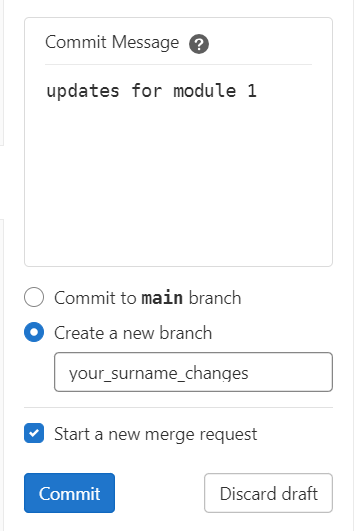 Commit Message ?
updates for module 1
Commit to main branch
Create a new branch
your_surname_changes
Start a new merge request
Commit
Discard draft